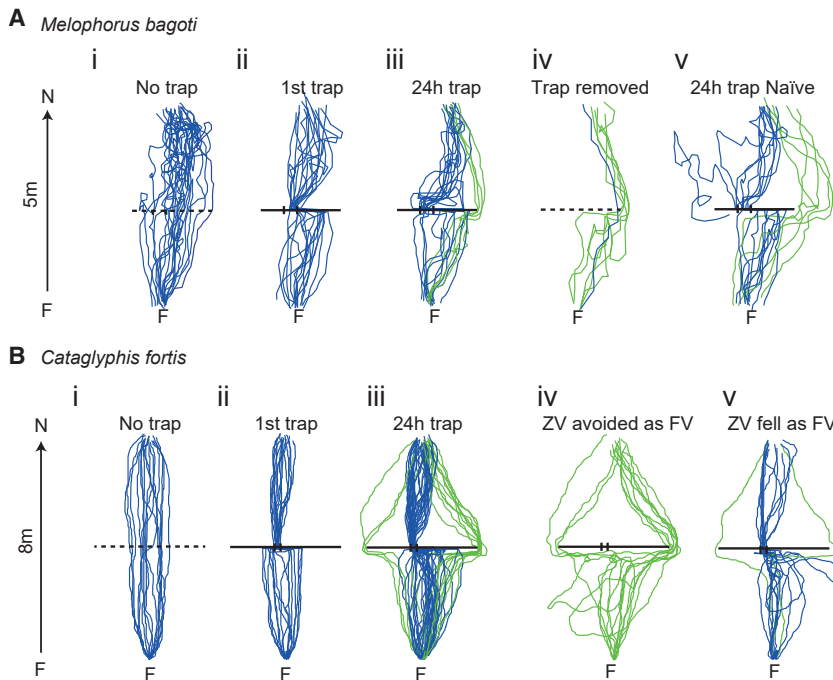 A Melophorus bagoti
i ii iii iv v
No trap 1st trap 24h trap Trap removed 24h trap Naïve
N
5m
F
F F F F F
B Cataglyphis fortis
i ii iii iv v
No trap 1st trap 24h trap ZV avoided as FV ZV fell as FV
N
8m
F
F F F F F